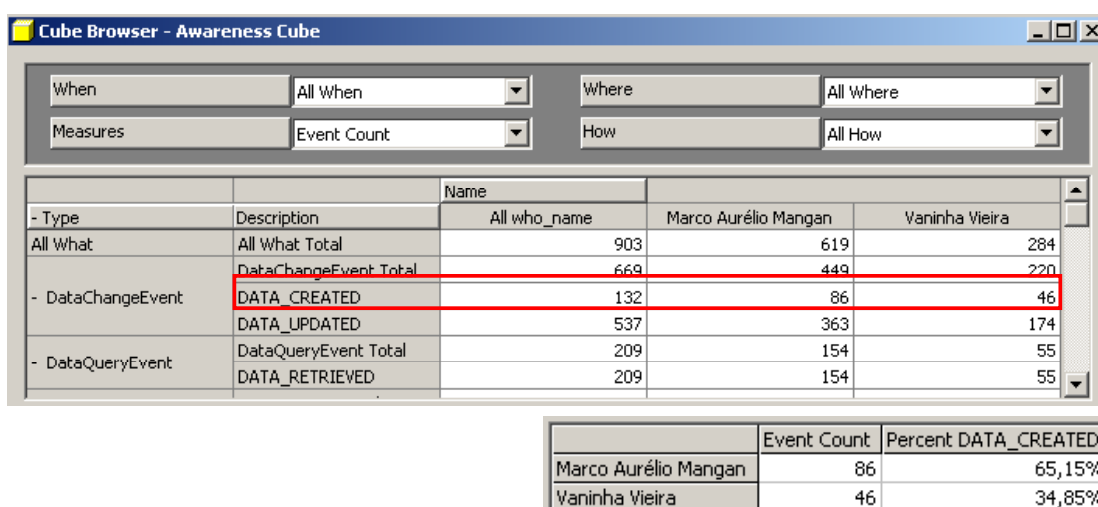 Cube Browser - Awareness Cube
When All When Where All Where
Measures Event Count How All How
Name
- Type Description All who_name Marco Aurélio Mangan Vaninha Vieira
All What All What Total 903 619 284
DataChangeEvent Total 669 449 220
- DataChangeEvent DATA_CREATED 132 86 46
DATA_UPDATED 537 363 174
- DataQueryEvent DataQueryEvent Total 209 154 55
DATA_RETRIEVED 209 154 55
Event Count Percent DATA_CREATED
Marco Aurélio Mangan 86 65,15%
Vaninha Vieira 46 34,85%